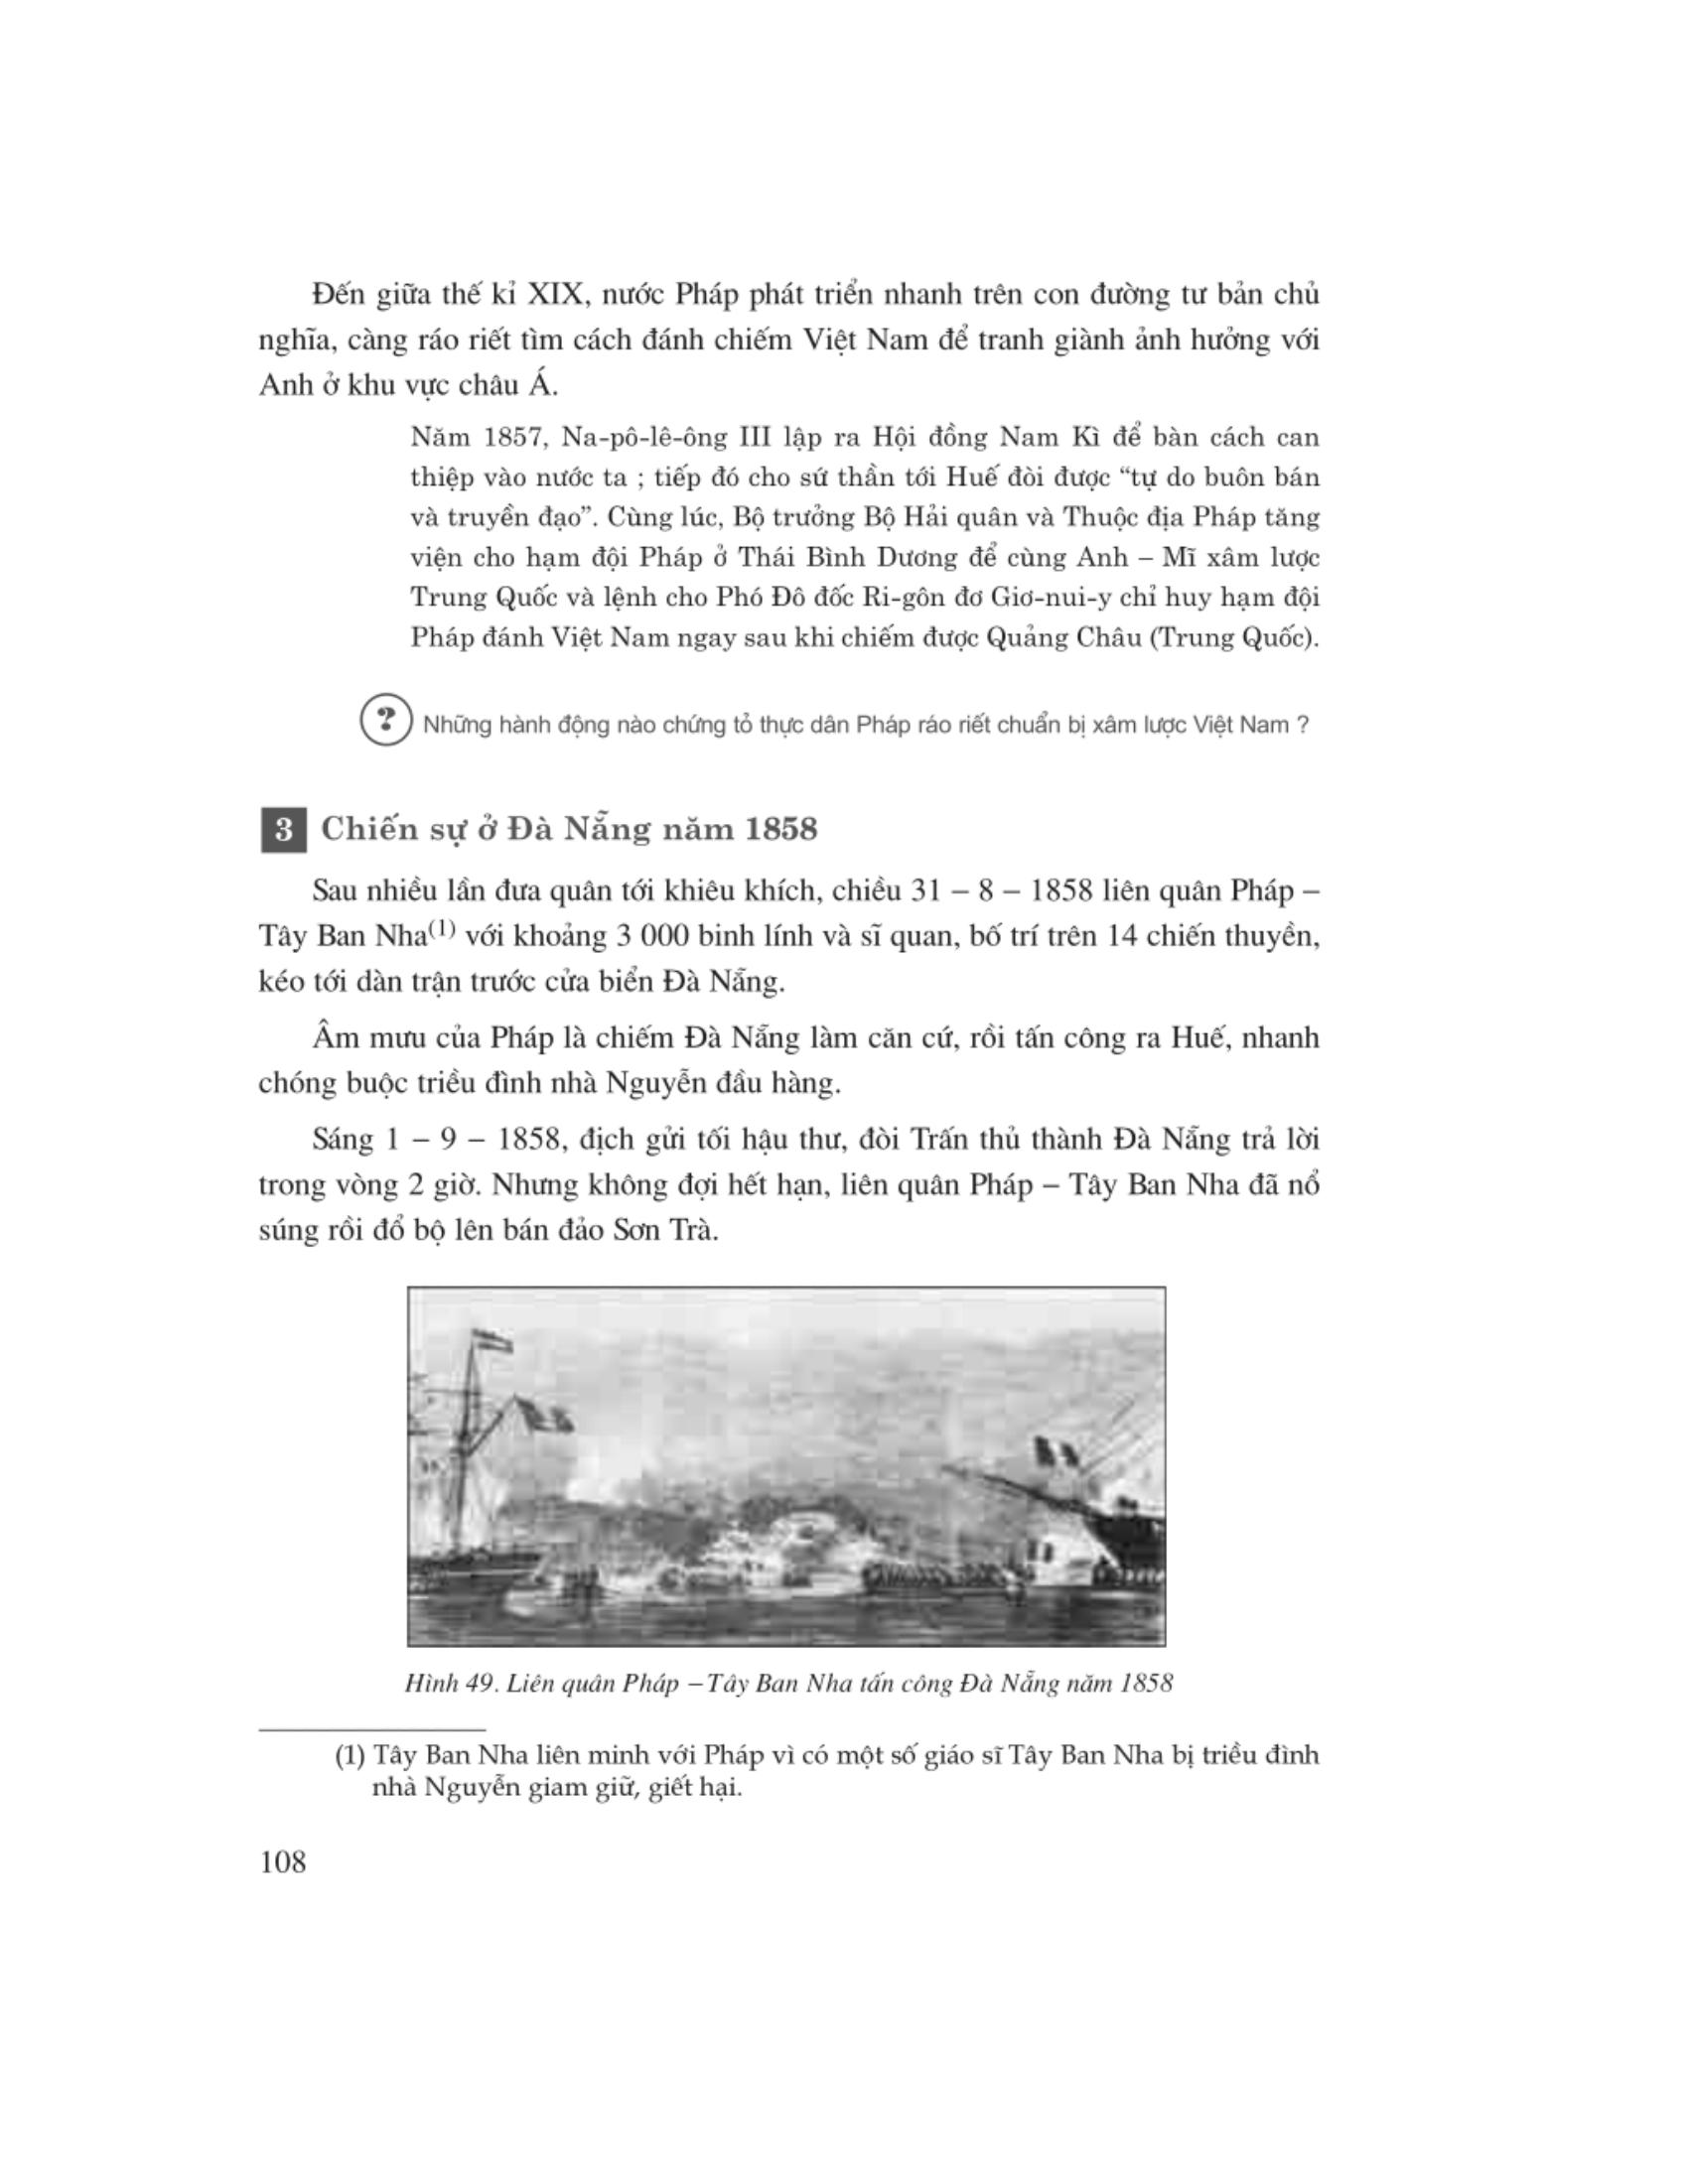 Đến giữa thế kỉ XIX, nước Pháp phát triển nhanh trên con đường tư bản chủ
nghĩa, càng ráo riết tìm cách đánh chiếm Việt Nam để tranh giành ảnh hưởng với
Anh ở khu vực châu Á.
Năm 1857, Na-pô-lê-ông III lập ra Hội đồng Nam Kì để bàn cách can
thiệp vào nước ta ; tiếp đó cho sứ thần tới Huế đòi được “tự do buôn bán
và truyền đạo”. Cùng lúc, Bộ trưởng Bộ Hải quân và Thuộc địa Pháp tăng
viện cho hạm đội Pháp ở Thái Bình Dương để cùng Anh – Mĩ xâm lược
Trung Quốc và lệnh cho Phó Đô đốc Ri-gôn đơ Giơ-nui-y chỉ huy hạm đội
Pháp đánh Việt Nam ngay sau khi chiếm được Quảng Châu (Trung Quốc).
? Những hành động nào chứng tỏ thực dân Pháp ráo riết chuẩn bị xâm lược Việt Nam ?
3 Chiến sự ở Đà Nẵng năm 1858
Sau nhiều lần đưa quân tới khiêu khích, chiều 31 – 8 – 1858 liên quân Pháp –
Tây Ban Nha(1) với khoảng 3 000 binh lính và sĩ quan, bố trí trên 14 chiến thuyền,
kéo tới dàn trận trước cửa biển Đà Nẵng.
Âm mưu của Pháp là chiếm Đà Nẵng làm căn cứ, rồi tấn công ra Huế, nhanh
chóng buộc triều đình nhà Nguyễn đầu hàng.
Sáng 1 – 9 – 1858, địch gửi tối hậu thư, đòi Trấn thủ thành Đà Nẵng trả lời
trong vòng 2 giờ. Nhưng không đợi hết hạn, liên quân Pháp – Tây Ban Nha đã nổ
súng rồi đổ bộ lên bán đảo Sơn Trà.
Hình 49. Liên quân Pháp – Tây Ban Nha tấn công Đà Nẵng năm 1858
(1) Tây Ban Nha liên minh với Pháp vì có một số giáo sĩ Tây Ban Nha bị triều đình
nhà Nguyễn giam giữ, giết hại.
108